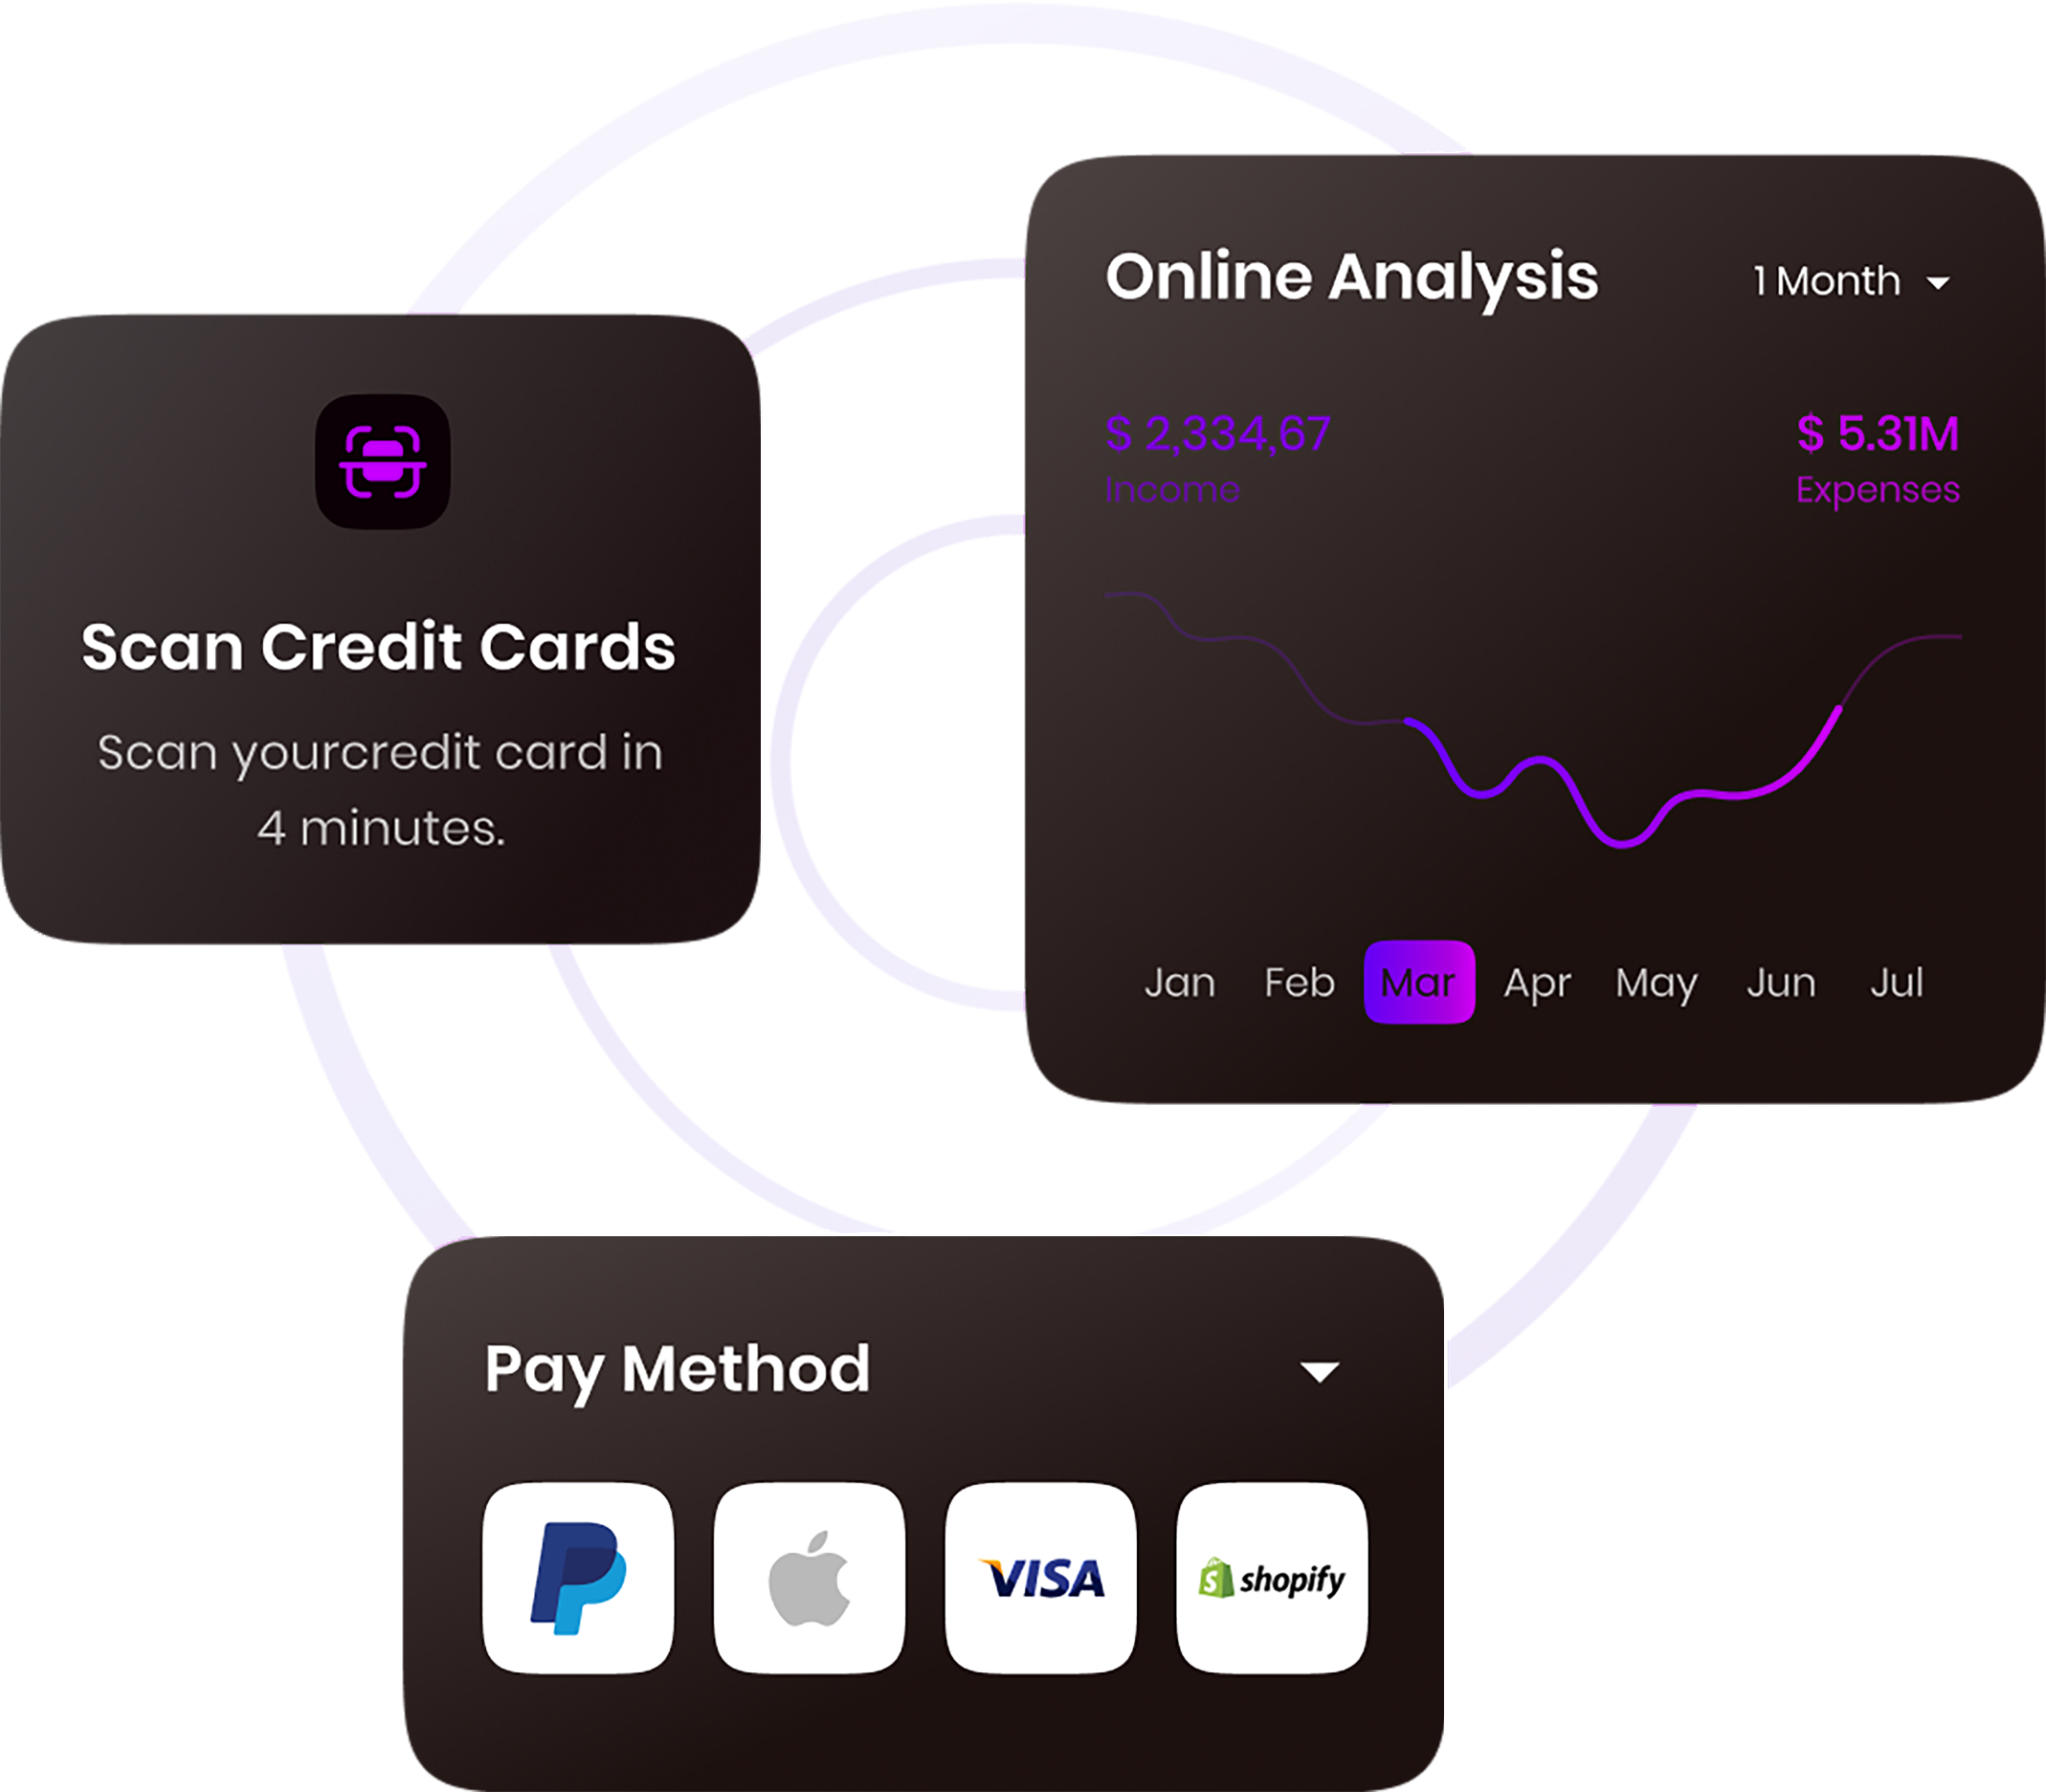 Online Analysis
1 Month
$ 2,334,67
$ 5.31M
Income
Expenses
Jan Feb Mar Apr May Jun Jul
Scan Credit Cards
Scan yourcredit card in
4 minutes.
Pay Method
VISA
shopify